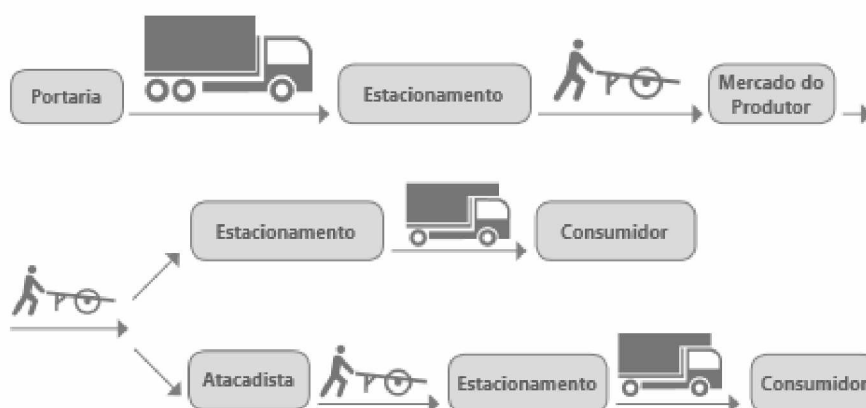 Portaria
Estacionamento
Mercado do
Produtor
Estacionamento
Consumidor
Atacadista
Estacionamento
Consumidor